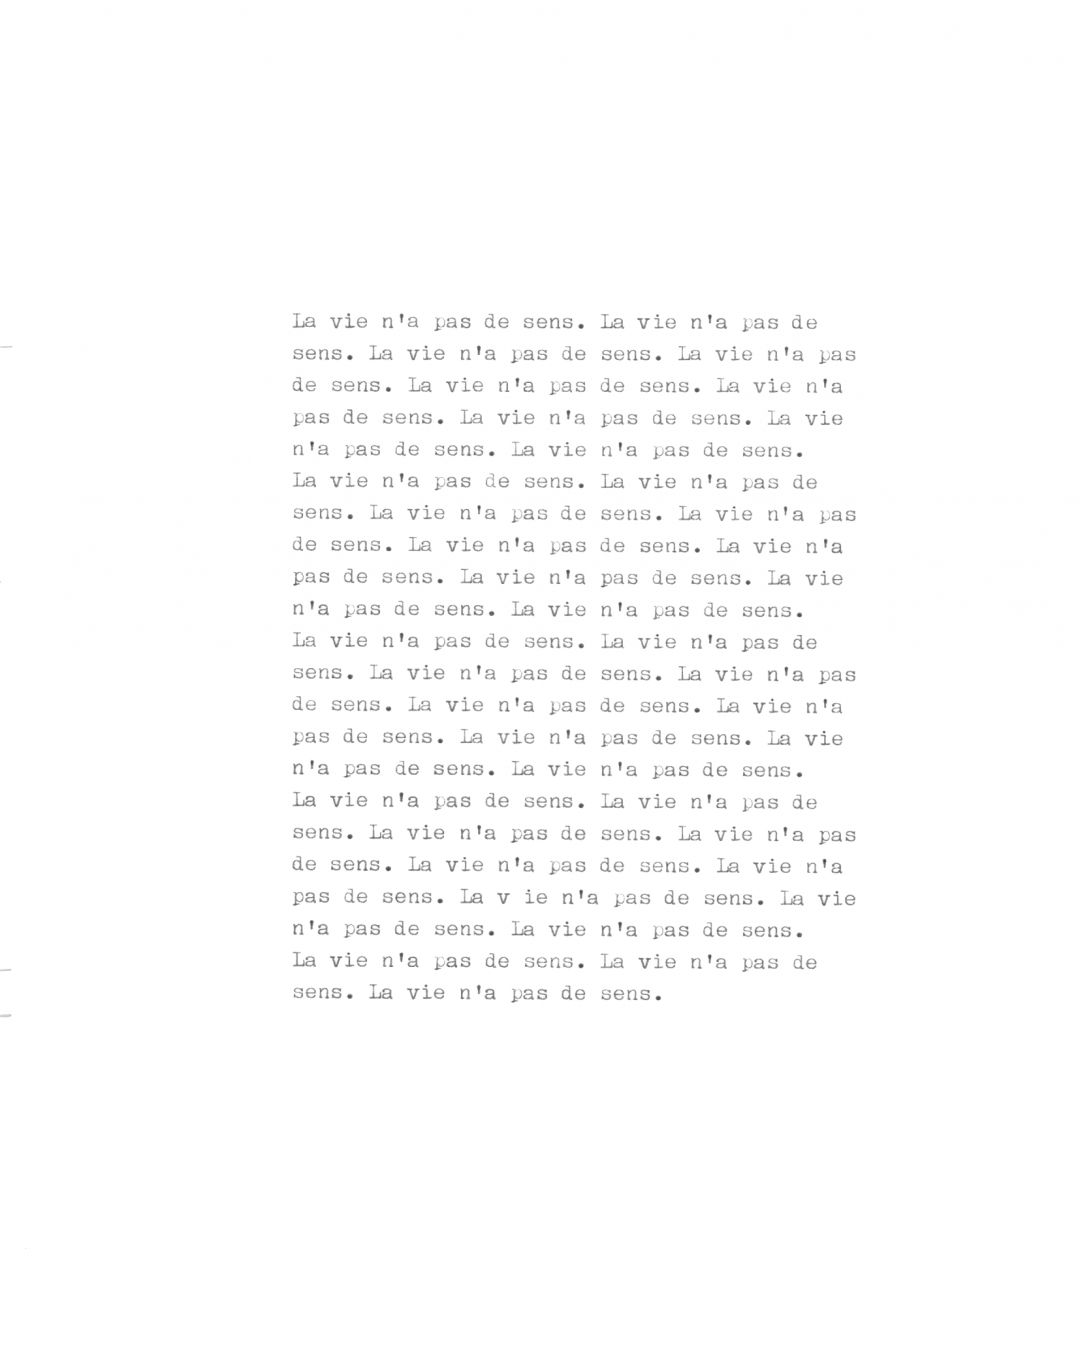 La vie n'a pas de sens. La vie n'a pas de
sens. La vie n'a pas de sens. La vie n'a pas
de sens. La vie n'a pas de sens. La vie n'a
pas de sens. La vie n'a pas de sens. La vie
n'a pas de sens. La vie n'a pas de sens.
La vie n'a pas de sens. La vie n'a pas de
sens. La vie n'a pas de sens. La vie n'a pas
de sens. La vie n'a pas de sens. La vie n'a
pas de sens. La vie n'a pas de sens. La vie
n'a pas de sens. La vie n'a pas de sens.
La vie n'a pas de sens. La vie n'a pas de
sens. La vie n'a pas de sens. La vie n'a pas
de sens. La vie n'a pas de sens. La vie n'a
pas de sens. La vie n'a pas de sens. La vie
n'a pas de sens. La vie n'a pas de sens.
La vie n'a pas de sens. La vie n'a pas de
sens. La vie n'a pas de sens. La vie n'a pas
de sens. La vie n'a pas de sens. La vie n'a
pas de sens. La v ie n'a pas de sens. La vie
n'a pas de sens. La vie n'a pas de sens.
La vie n'a pas de sens. La vie n'a pas de
sens. La vie n'a pas de sens.